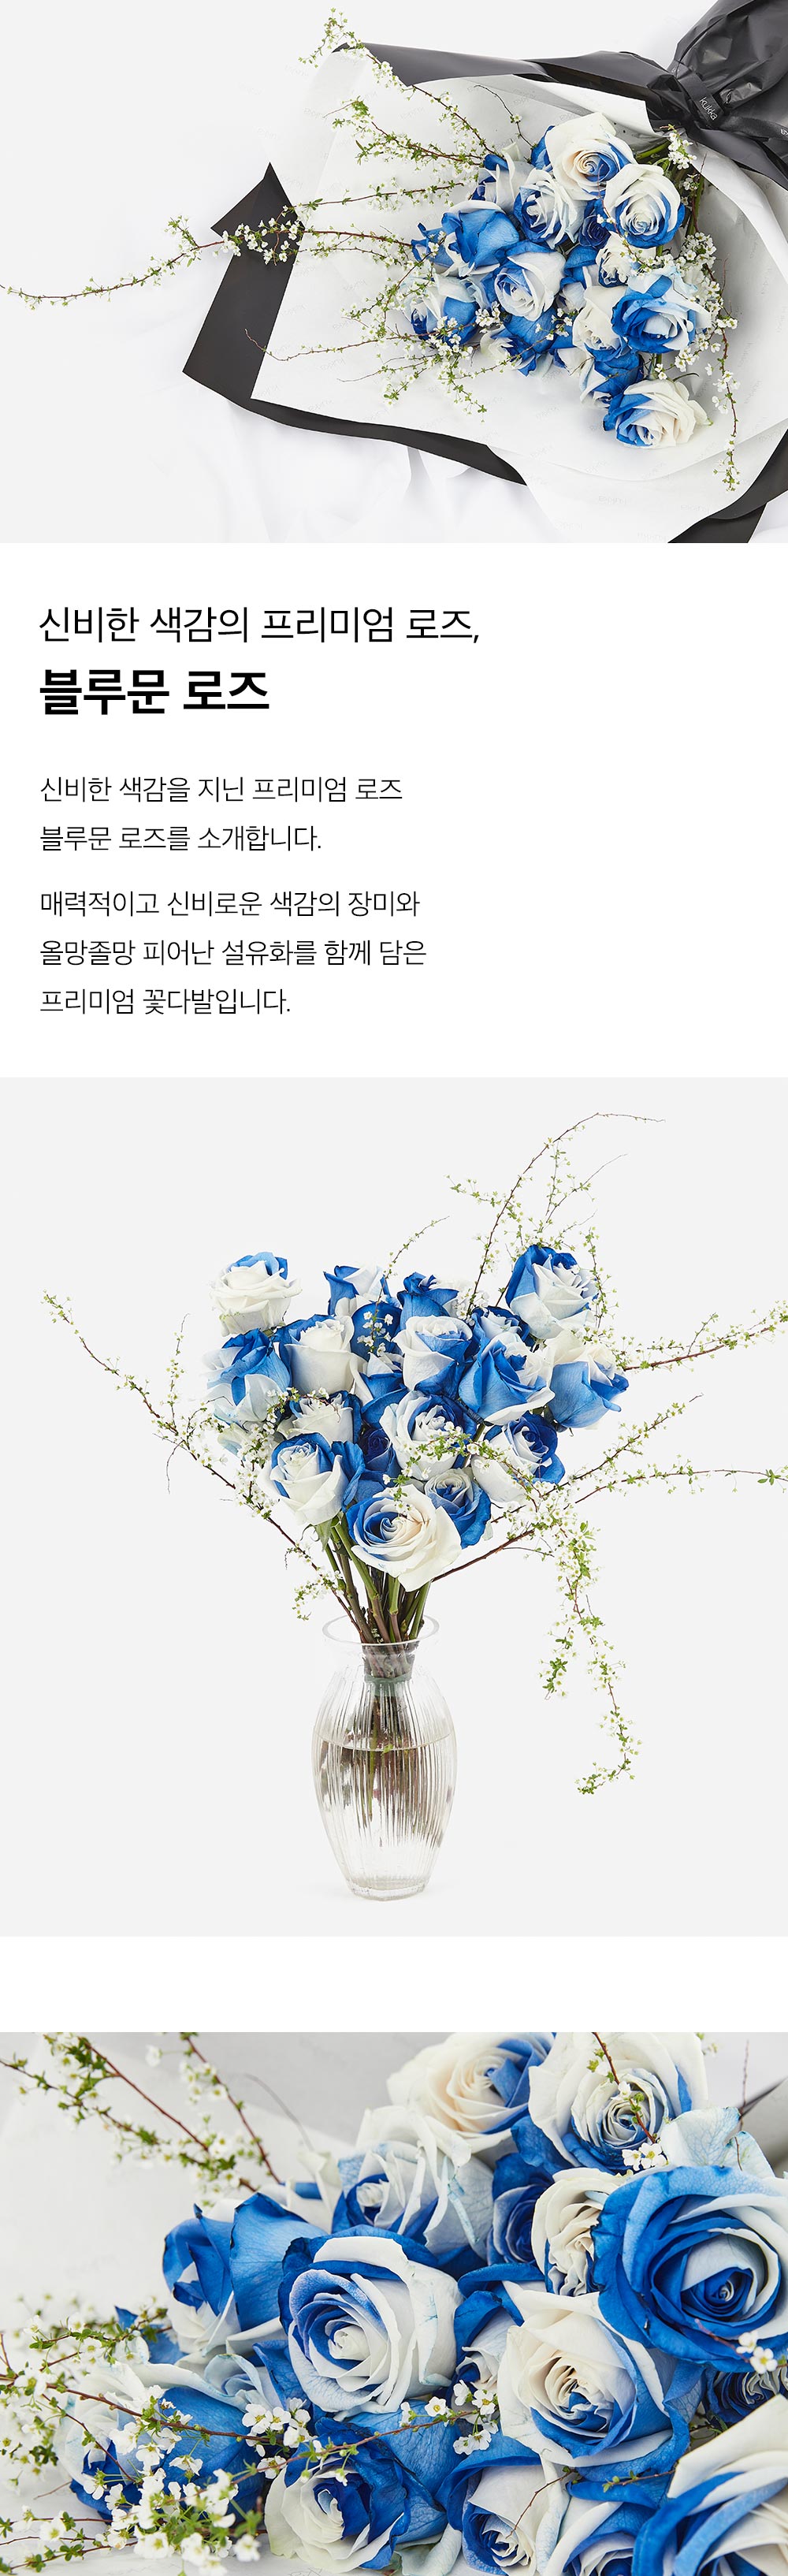 kukka
신비한 색감의 프리미엄 로즈,
블루문 로즈
신비한 색감을 지닌 프리미엄 로즈
블루문 로즈를 소개합니다.
매력적이고 신비로운 색감의 장미와
올망졸망 피어난 설유화를 함께 담은
프리미엄 꽃다발입니다.